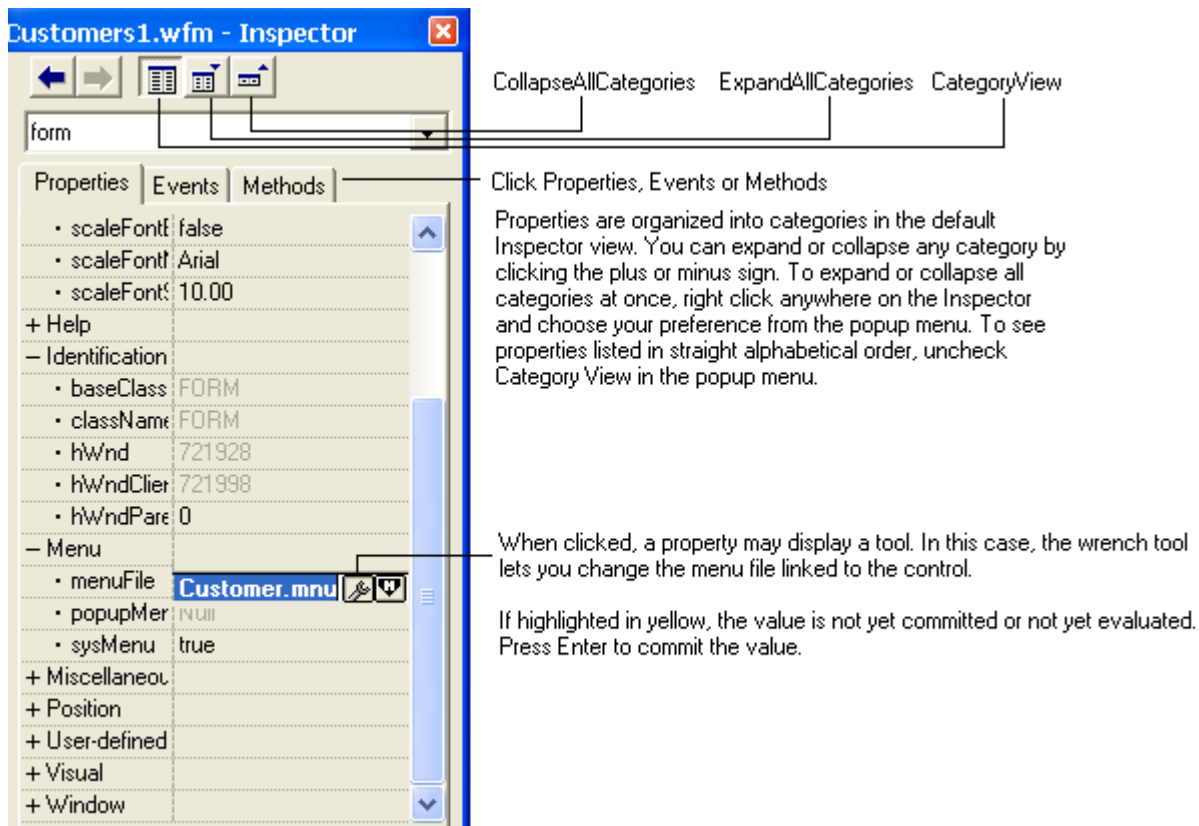 Customers1.wfm - Inspector
CollapseAllCategories ExpandAllCategories CategoryView
form
Properties Events Methods
Click Properties, Events or Methods
Properties are organized into categories in the default
Inspector view. You can expand or collapse any category by
clicking the plus or minus sign. To expand or collapse all
categories at once, right click anywhere on the Inspector
and choose your preference from the popup menu. To see
properties listed in straight alphabetical order, uncheck
Category View in the popup menu.
scaleFont false
scaleFont Arial
scaleFont 10.00
+ Help
– Identification
baseClass FORM
className FORM
hWnd 721928
hWndClier 721998
hWndPare 0
– Menu
menuFile Customer.mnu
popupMer Null
sysMenu true
+ Miscellaneou
+ Position
+ User-defined
+ Visual
+ Window
When clicked, a property may display a tool. In this case, the wrench tool
lets you change the menu file linked to the control.
If highlighted in yellow, the value is not yet committed or not yet evaluated.
Press Enter to commit the value.